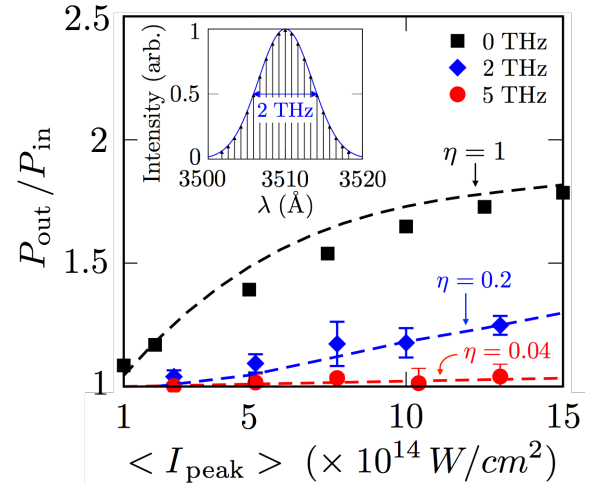 2.5
2
1.5
1
P_out / P_in
0 THz
2 THz
5 THz
Intensity (arb.)
1
0.5
0
2 THz
3500
3510
3520
λ (Å)
η = 1
η = 0.2
η = 0.04
1
5
10
15
< I_peak > (× 10^14 W/cm^2)